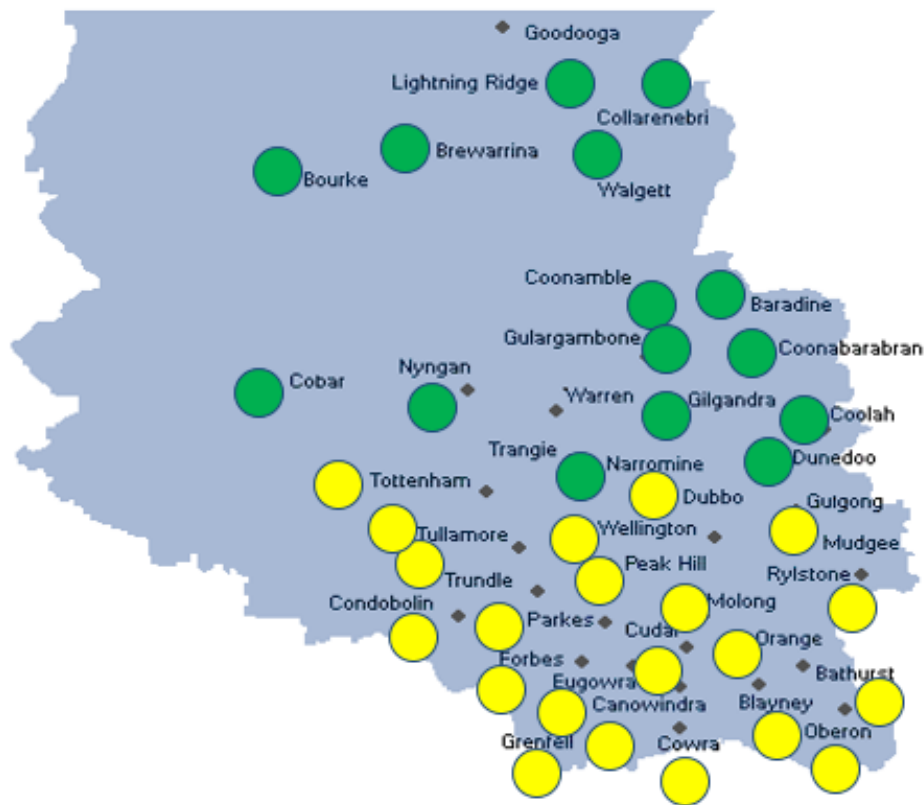 Goodooga
Lightning Ridge
Collarenebri
Brewarrina
Bourke
Walgett
Coonamble
Baradine
Gulargambone
Coonabarabran
Nyngan
Cobar
Warren
Gilgandra
Coolah
Trangie
Narromine
Dunedoo
Tottenham
Dubbo
Gulgong
Tullamore
Wellington
Mudgee
Peak Hill
Trundle
Rylstone
Condobolin
Molong
Parkes
Cudal
Orange
Forbes
Eugowra
Bathurst
Canowindra
Blayney
Oberon
Grenfell
Cowra